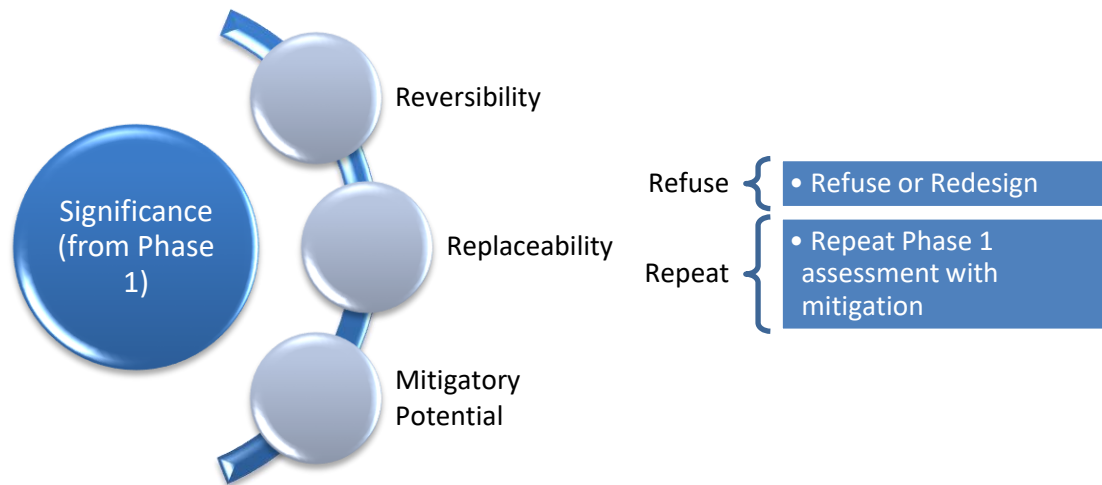 Significance
(from Phase
1)
Reversibility
Replaceability
Mitigatory
Potential
Refuse
• Refuse or Redesign
Repeat
• Repeat Phase 1
assessment with
mitigation